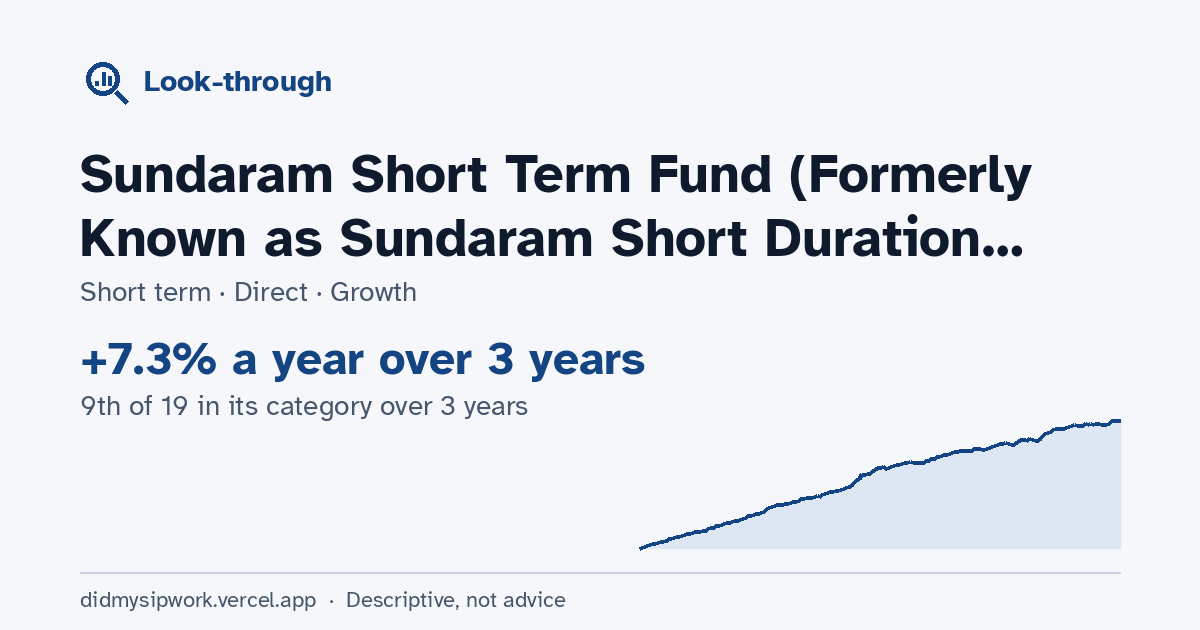 Look-through
Sundaram Short Term Fund (Formerly
Known as Sundaram Short Duration...
Short term · Direct · Growth
+7.3% a year over 3 years
9th of 19 in its category over 3 years
didmysipwork.vercel.app · Descriptive, not advice